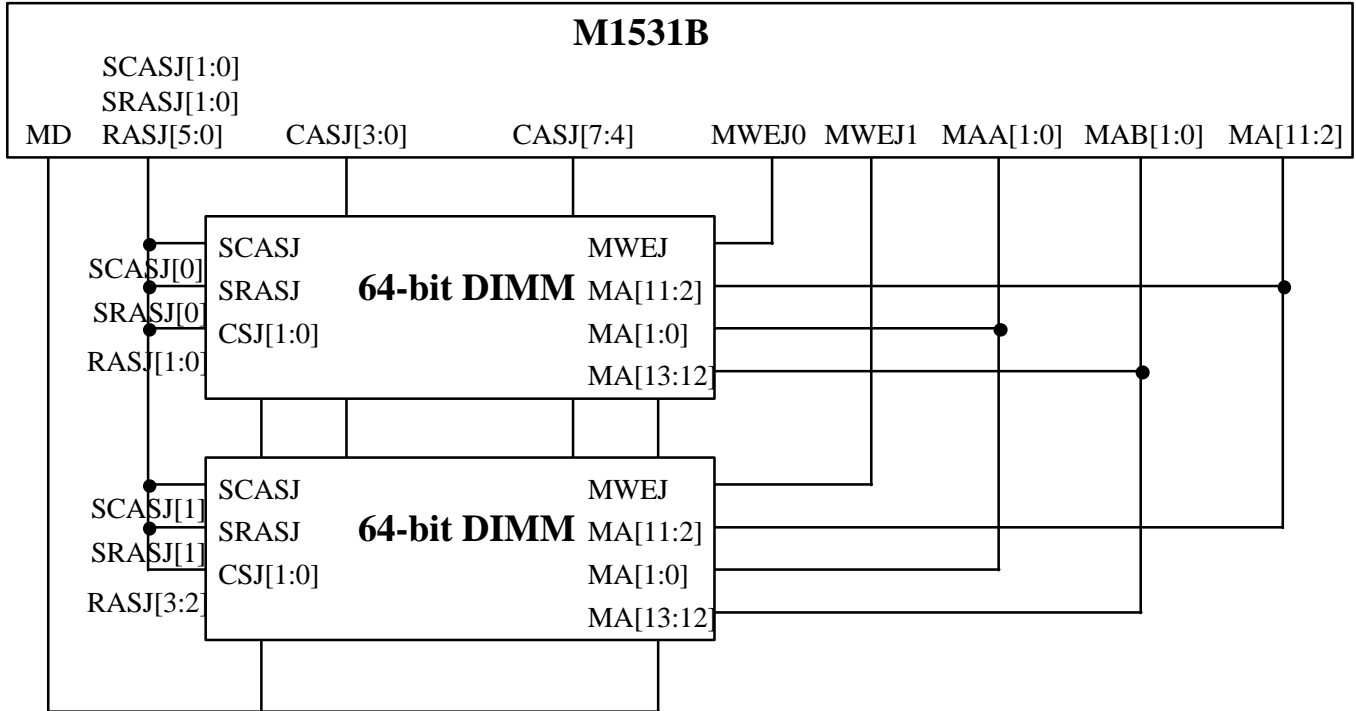 M1531B
SCASJ[1:0]
SRASJ[1:0]
MD RASJ[5:0] CASJ[3:0] CASJ[7:4] MWEJ0 MWEJ1 MAA[1:0] MAB[1:0] MA[11:2]
SCASJ MWEJ
SCASJ[0]
SRASJ 64-bit DIMM MA[11:2]
SRASJ[0]
CSJ[1:0] MA[1:0]
RASJ[1:0]
MA[13:12]
SCASJ MWEJ
SCASJ[1]
SRASJ 64-bit DIMM MA[11:2]
SRASJ[1]
CSJ[1:0] MA[1:0]
RASJ[3:2]
MA[13:12]